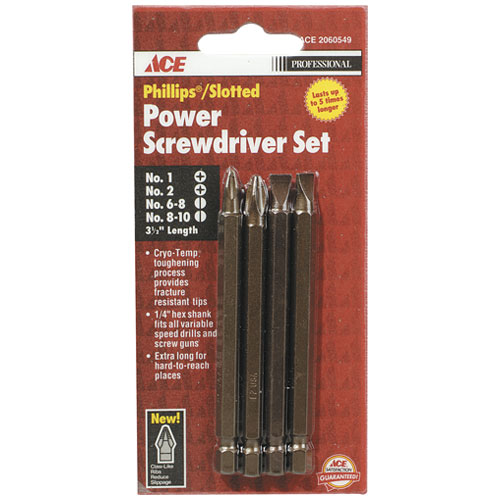 ACE 2060549
ACE
PROFESSIONAL
Phillips®/Slotted
Power
Screwdriver Set
Lasts up
to 5 times
longer
No. 1
No. 2
No. 6-8
No. 8-10
3½" Length
• Cryo-Temp
toughening
process
provides
fracture
resistant tips
• 1/4" hex shank
fits all variable
speed drills and
screw guns
• Extra long for
hard-to-reach
places
New!
Claw-Like
Ribs
Reduce
Slippage
USA
ACE
SATISFACTION
GUARANTEED